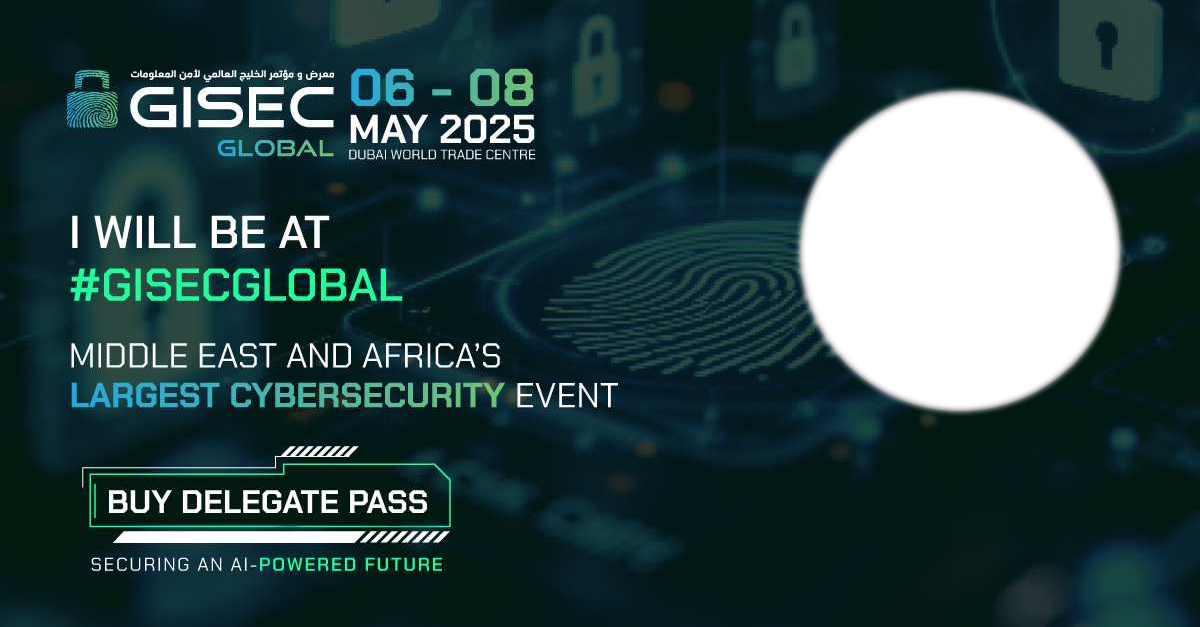 معرض و مؤتمر الخليج العالمي لأمن المعلومات
GISEC
GLOBAL
06 - 08
MAY 2025
DUBAI WORLD TRADE CENTRE
I WILL BE AT
#GISECGLOBAL
MIDDLE EAST AND AFRICA'S
LARGEST CYBERSECURITY EVENT
BUY DELEGATE PASS
SECURING AN AI-POWERED FUTURE